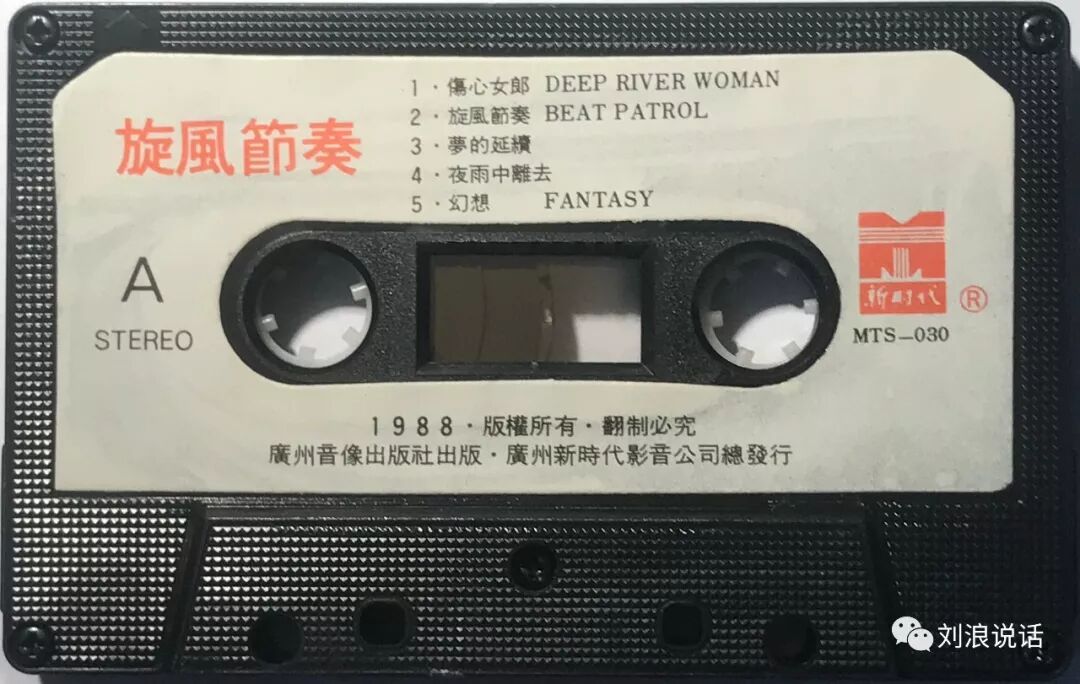 旋風節奏
1·傷心女郎 DEEP RIVER WOMAN
2·旋風節奏 BEAT PATROL
3·夢的延續
4·夜雨中離去
5·幻想 FANTASY
A
STEREO
新时代
®
MTS—030
1988·版權所有·翻制必究
廣州音像出版社出版·廣州新時代影音公司總發行
刘浪说话